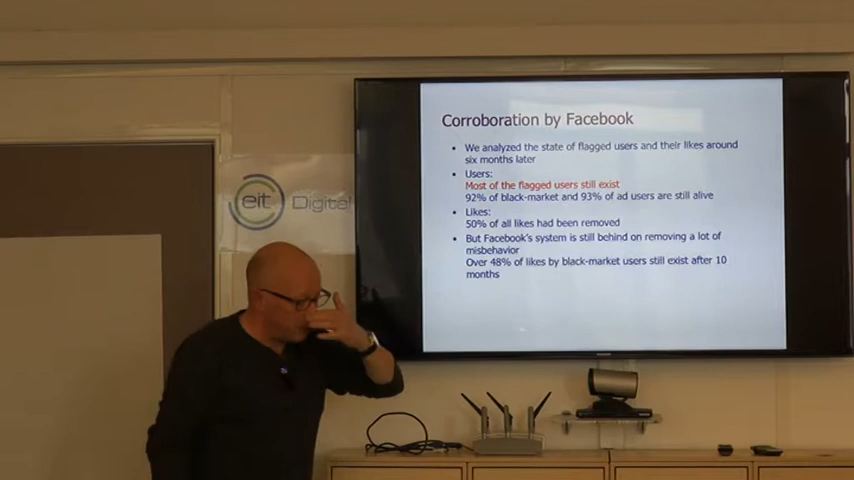 Corroboration by Facebook
• We analyzed the state of flagged users and their likes around
six months later
• Users:
Most of the flagged users still exist
92% of black-market and 93% of ad users are still alive
• Likes:
50% of all likes had been removed
• But Facebook's system is still behind on removing a lot of
misbehavior
Over 48% of likes by black-market users still exist after 10
months
eit Digital